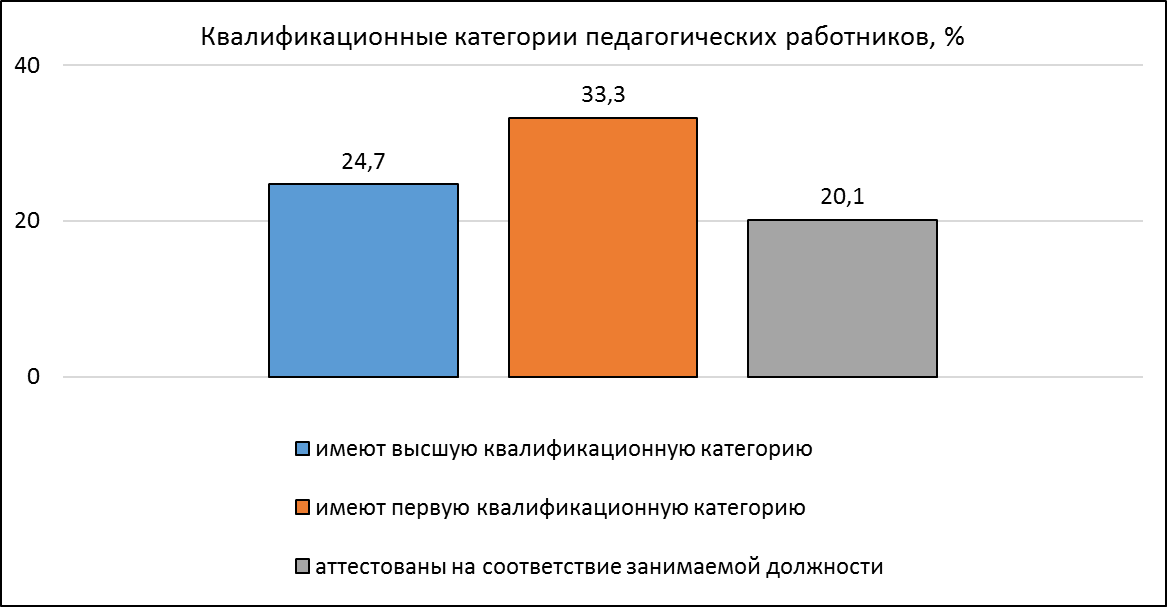 Квалификационные категории педагогических работников, %
40
33,3
24,7
20,1
20
0
имеют высшую квалификационную категорию
имеют первую квалификационную категорию
аттестованы на соответствие занимаемой должности